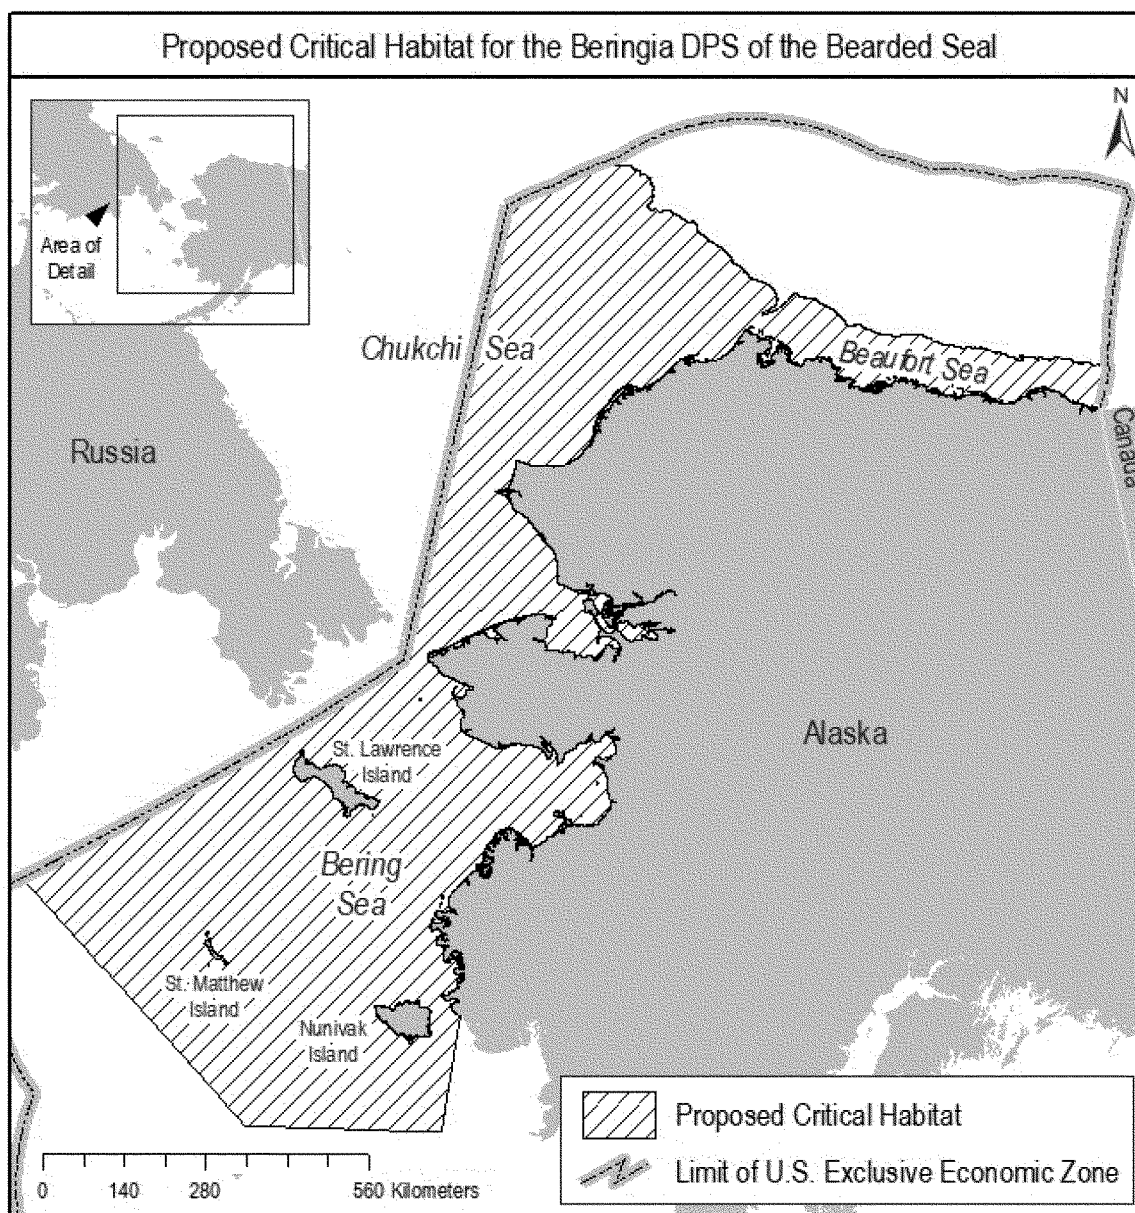 Proposed Critical Habitat for the Beringia DPS of the Bearded Seal
N
Area of
Detail
Chukchi Sea
Beaufort Sea
Russia
Canada
Alaska
St. Lawrence
Island
Bering
Sea
St. Matthew
Island
Nunivak
Island
Proposed Critical Habitat
Limit of U.S. Exclusive Economic Zone
0 140 280 560 Kilometers